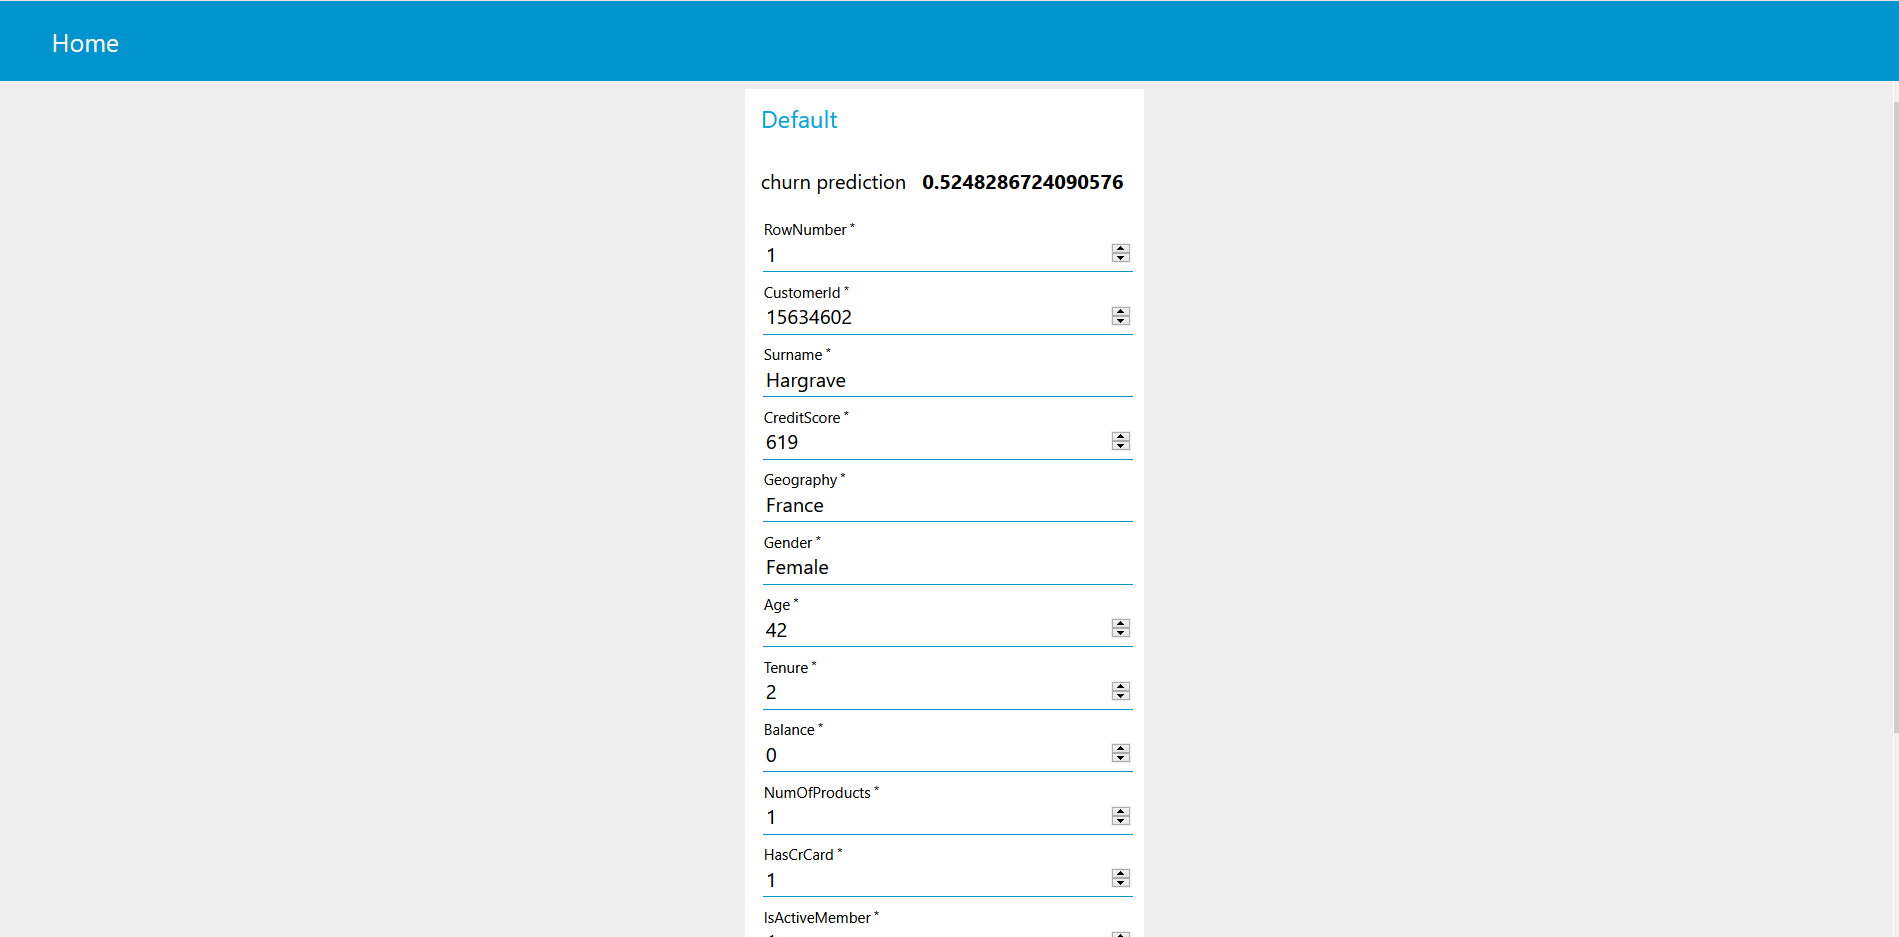 Home
Default
churn prediction 0.5248286724090576
RowNumber *
1
CustomerId *
15634602
Surname *
Hargrave
CreditScore *
619
Geography *
France
Gender *
Female
Age *
42
Tenure *
2
Balance *
0
NumOfProducts *
1
HasCrCard *
1
IsActiveMember *